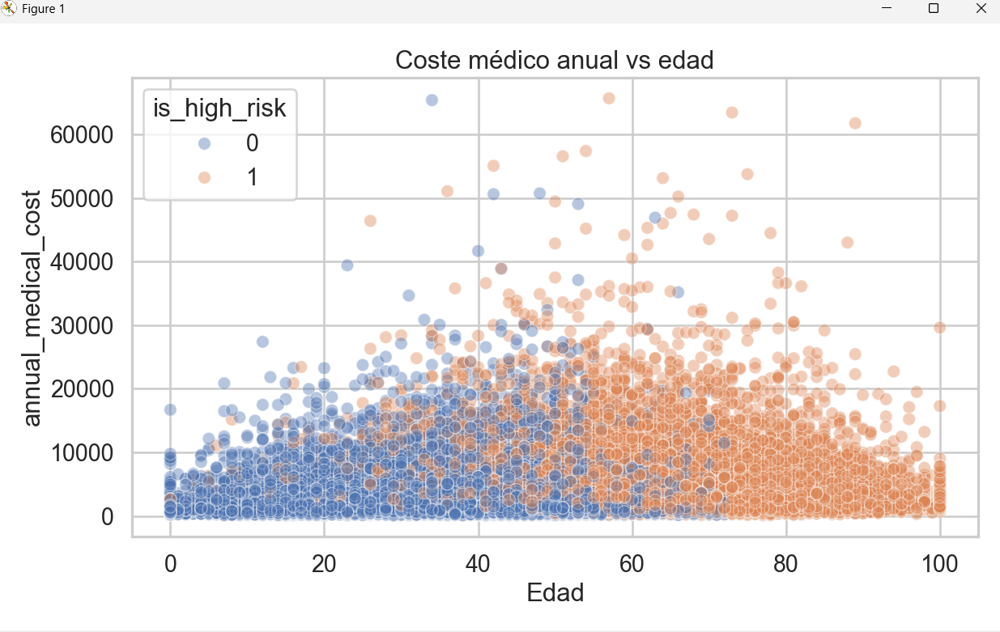 Figure 1
Coste médico anual vs edad
is_high_risk
0
1
annual_medical_cost
60000
50000
40000
30000
20000
10000
0
0 20 40 60 80 100
Edad